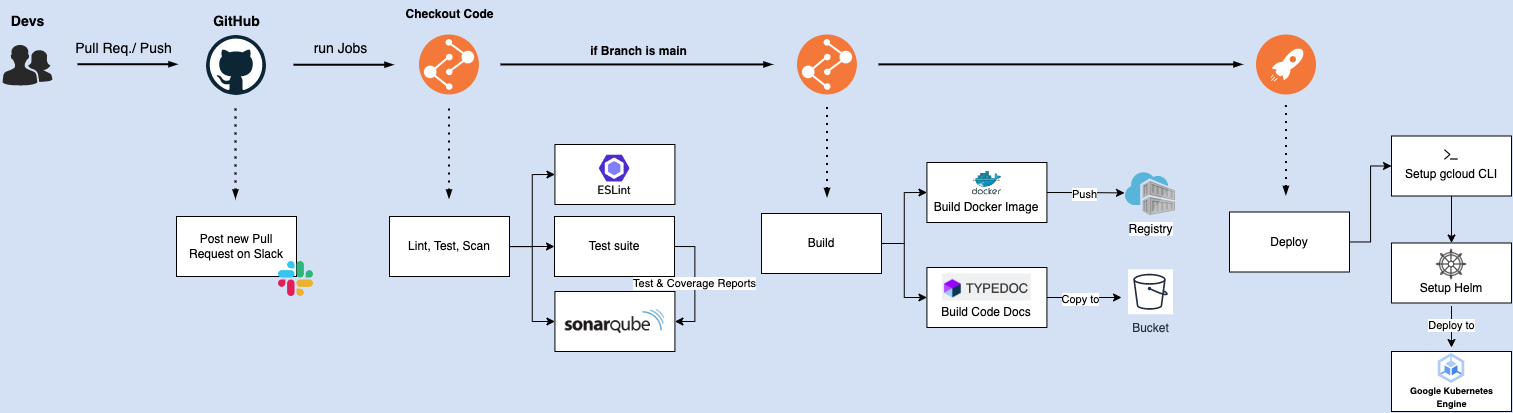 Devs
Pull Req./ Push
GitHub
run Jobs
Checkout Code
if Branch is main
Post new Pull
Request on Slack
Lint, Test, Scan
ESLint
Test suite
Test & Coverage Reports
sonarqube
Build
docker
Build Docker Image
Push
Registry
TYPEDOC
Build Code Docs
Copy to
Bucket
Deploy
>_
Setup gcloud CLI
Setup Helm
Deploy to
Google Kubernetes
Engine